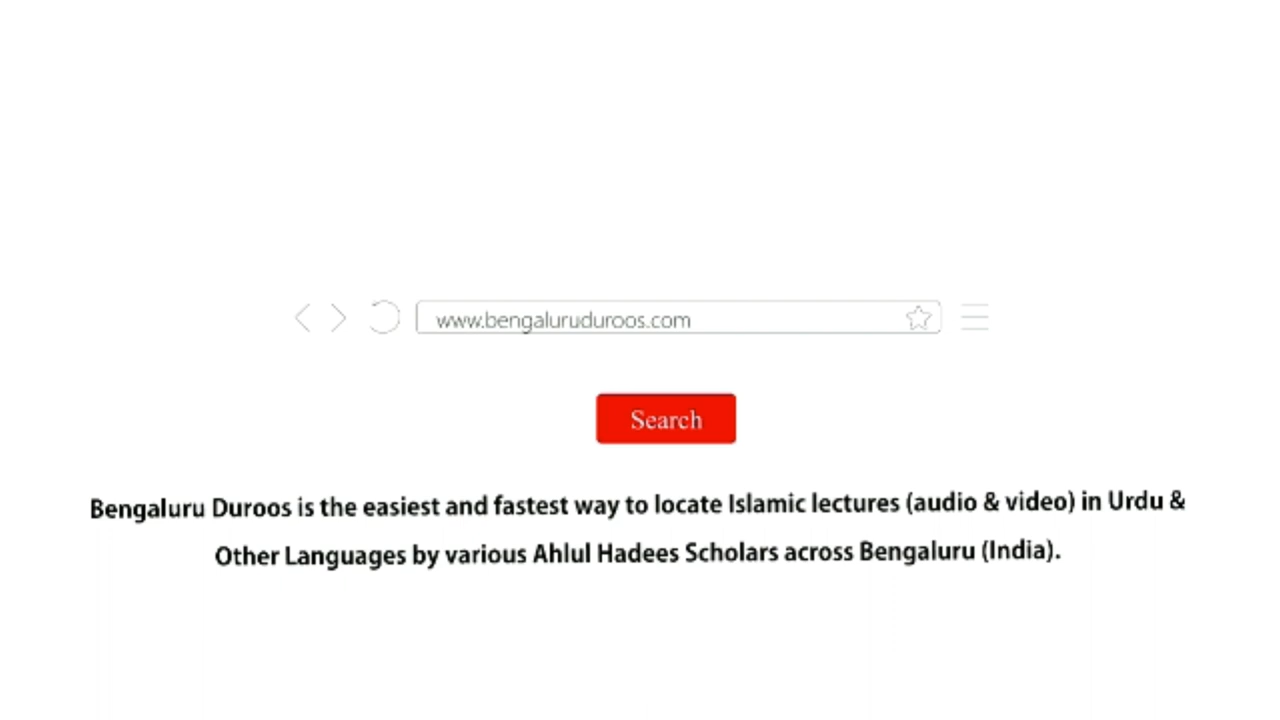 www.bengaluruduroos.com
Search
Bengaluru Duroos is the easiest and fastest way to locate Islamic lectures (audio & video) in Urdu &
Other Languages by various Ahlul Hadees Scholars across Bengaluru (India).